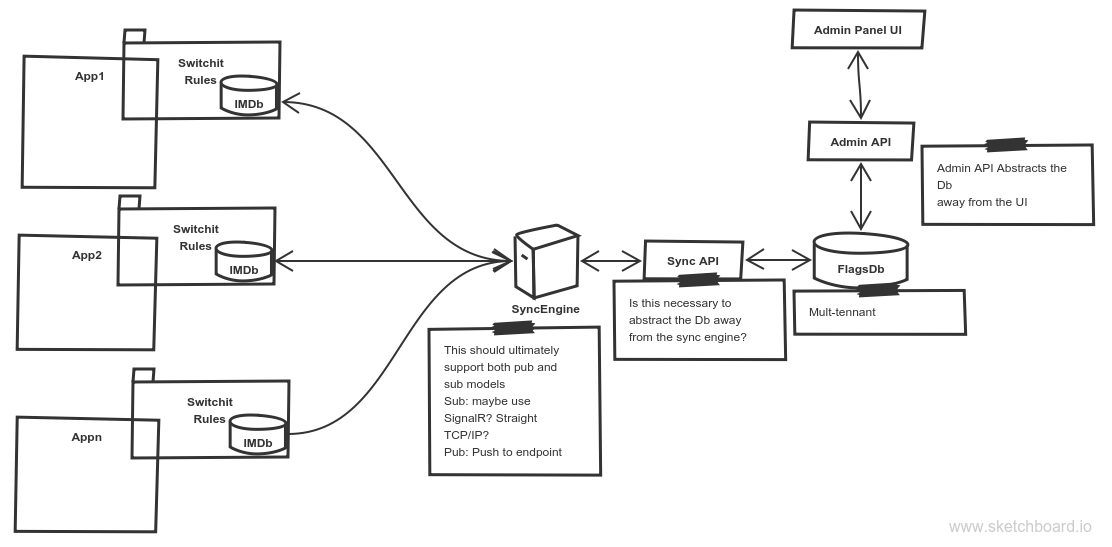 Admin Panel UI
App1
Switchit
Rules
IMDb
Admin API
Admin API Abstracts the
Db
away from the UI
App2
Switchit
Rules
IMDb
SyncEngine
Sync API
FlagsDb
Is this necessary to
abstract the Db away
from the sync engine?
Mult-tennant
This should ultimately
support both pub and
sub models
Sub: maybe use
SignalR? Straight
TCP/IP?
Pub: Push to endpoint
Appn
Switchit
Rules
IMDb
www.sketchboard.io